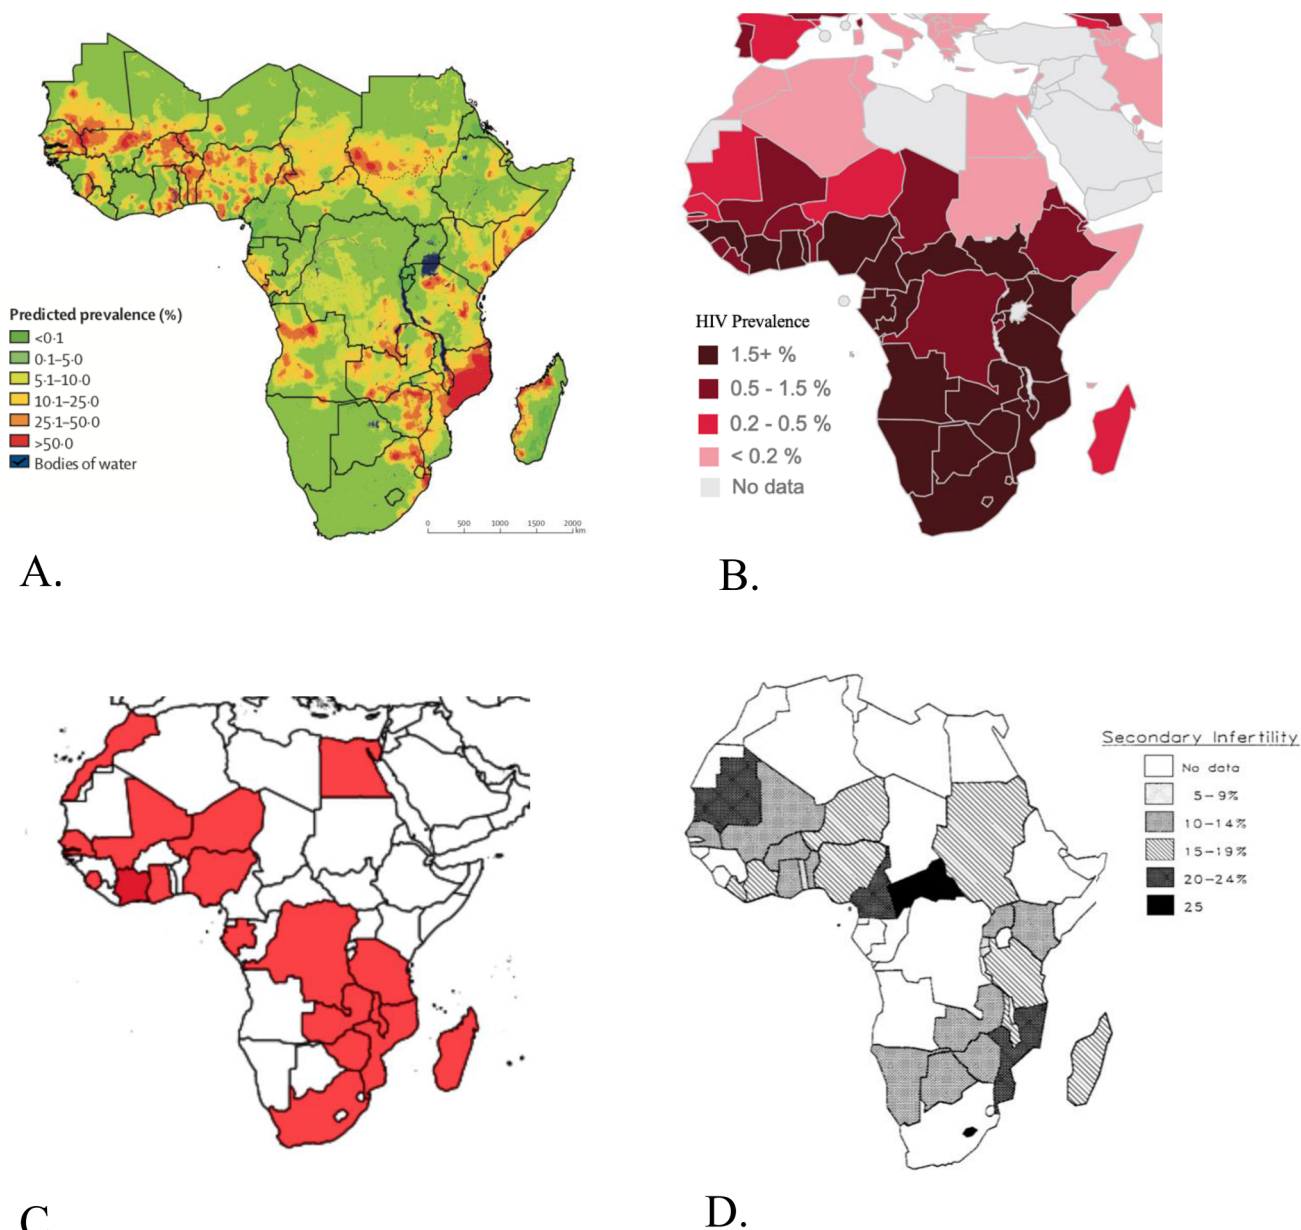 Predicted prevalence (%)
<0·1
0·1–5·0
5·1–10·0
10·1–25·0
25·1–50·0
>50·0
Bodies of water
0 500 1000 1500 2000
km
A.
HIV Prevalence
1.5+ %
0.5 - 1.5 %
0.2 - 0.5 %
< 0.2 %
No data
B.
C.
Secondary Infertility
No data
5-9%
10-14%
15-19%
20-24%
25
D.